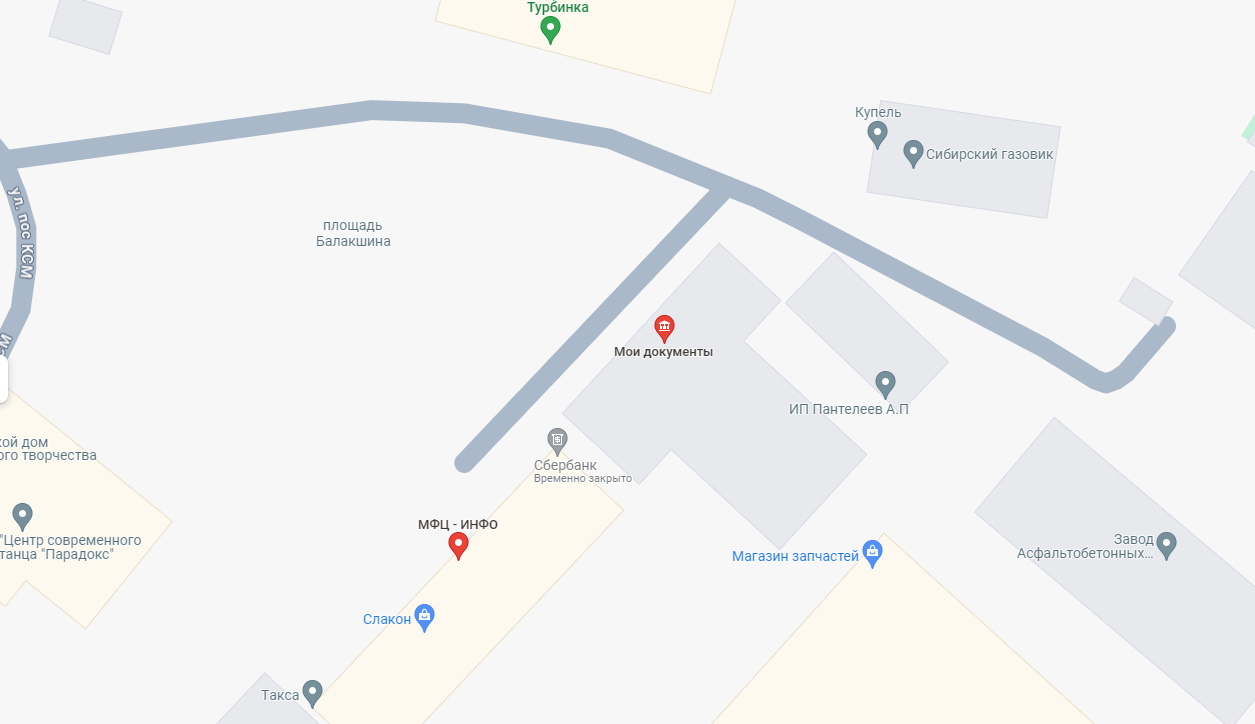 Турбинка
Купель
Сибирский газовик
ул. пос КСМ
площадь
Балакшина
Мои документы
ИП Пантелеев А.П
кой дом
ого творчества
Сбербанк
Временно закрыто
"Центр современного
танца "Парадокс"
МФЦ - ИНФО
Завод
Асфальтобетонных...
Магазин запчастей
Слакон
Такса